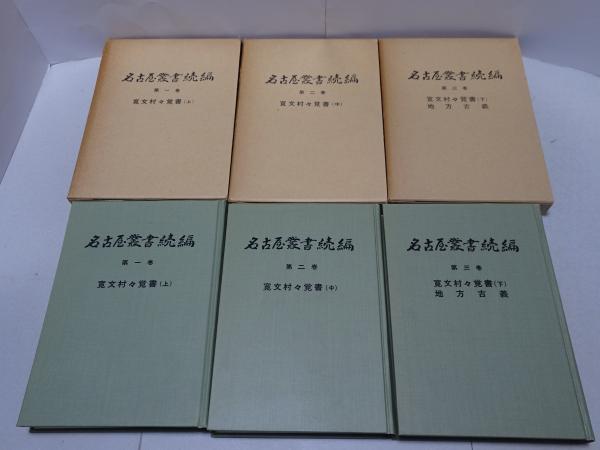 名古屋叢書続編
第一巻
寛文村々覚書(上)
名古屋叢書続編
第二巻
寛文村々覚書(中)
名古屋叢書続編
第三巻
寛文村々覚書(下)
地方古義
名古屋叢書続編
第一巻
寛文村々覚書(上)
名古屋叢書続編
第二巻
寛文村々覚書(中)
名古屋叢書続編
第三巻
寛文村々覚書(下)
地方古義